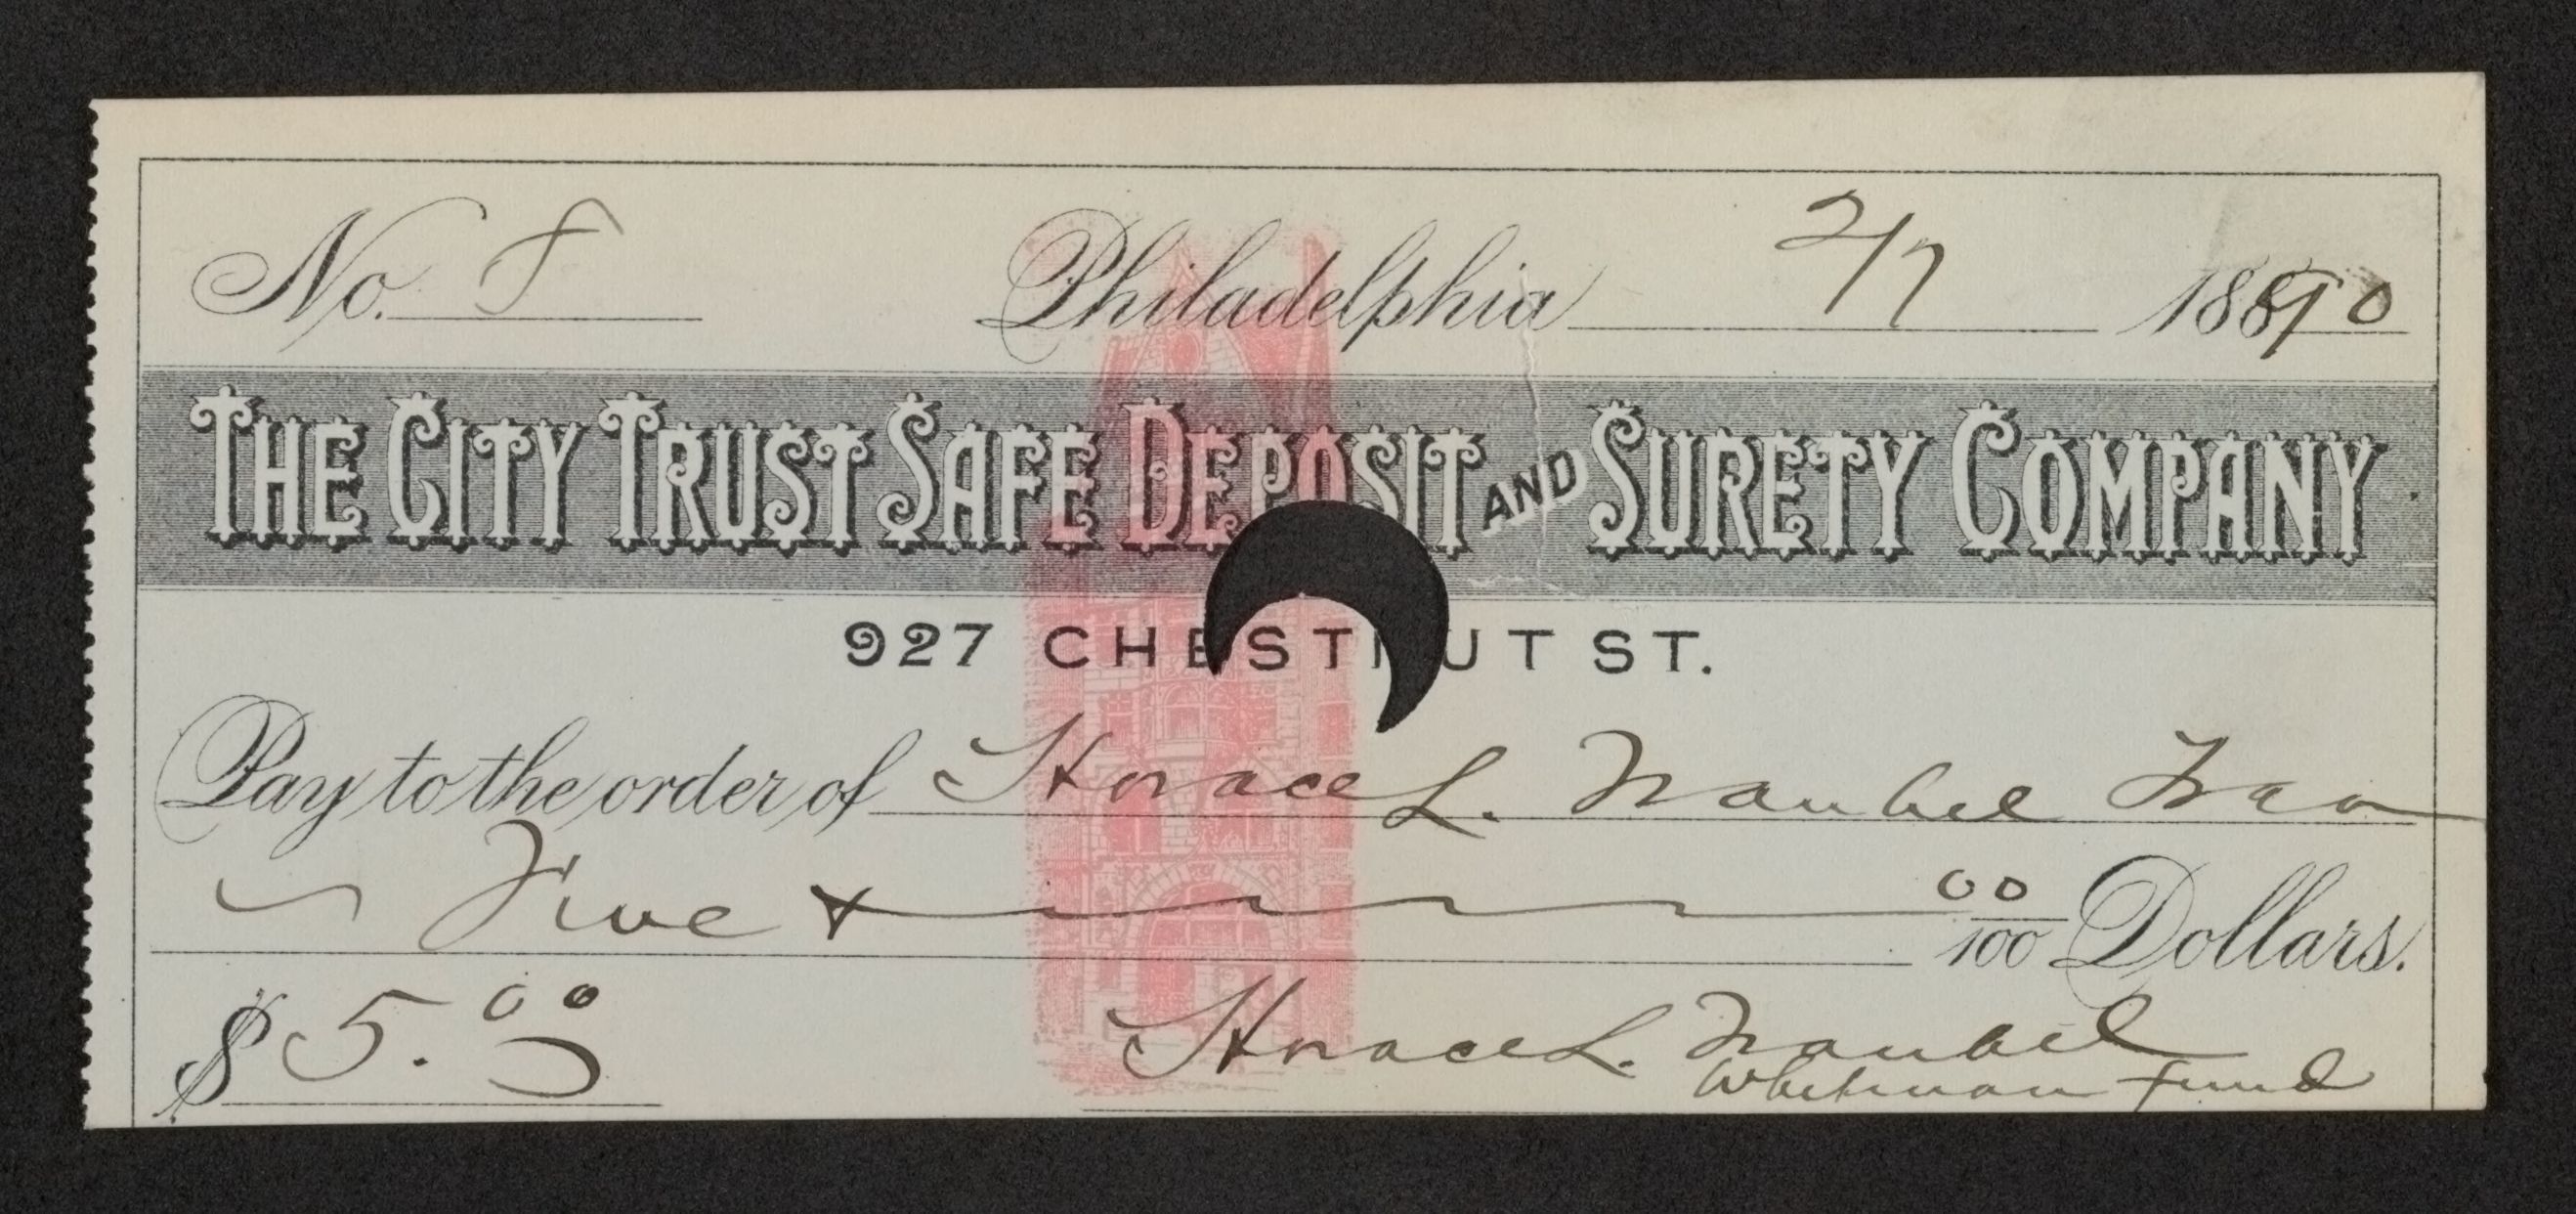 No. 8 Philadelphia 2/7 1890
THE CITY TRUST SAFE DEPOSIT AND SURETY COMPANY
927 CHESTNUT ST.
Pay to the order of Horace L. Traubel Treas
Five & 00/100 Dollars.
$5.00 Horace L. Traubel
Whitman Fund